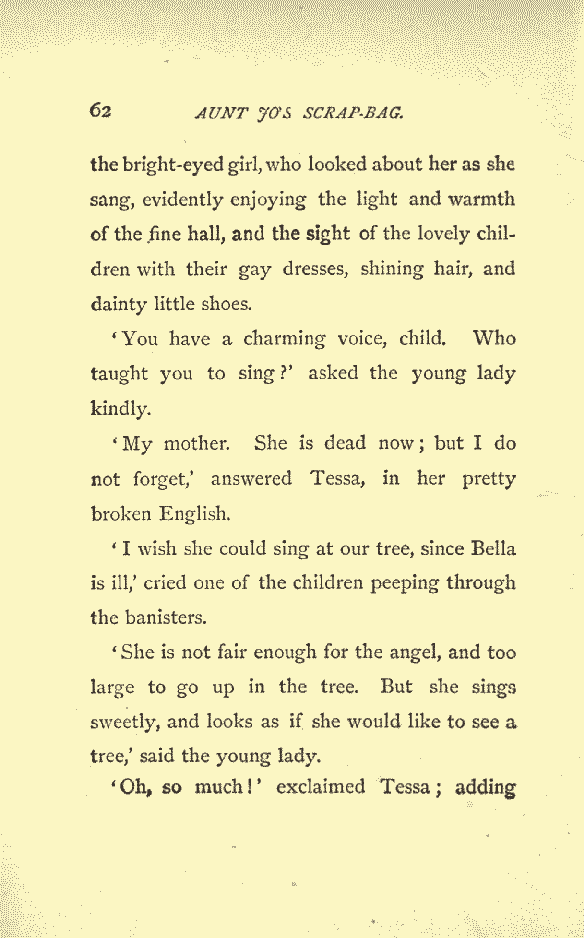 62 AUNT JO'S SCRAP-BAG.
the bright-eyed girl, who looked about her as she
sang, evidently enjoying the light and warmth
of the fine hall, and the sight of the lovely chil-
dren with their gay dresses, shining hair, and
dainty little shoes.
'You have a charming voice, child. Who
taught you to sing?' asked the young lady
kindly.
'My mother. She is dead now; but I do
not forget,' answered Tessa, in her pretty
broken English.
'I wish she could sing at our tree, since Bella
is ill,' cried one of the children peeping through
the banisters.
'She is not fair enough for the angel, and too
large to go up in the tree. But she sings
sweetly, and looks as if she would like to see a
tree,' said the young lady.
'Oh, so much!' exclaimed Tessa; adding